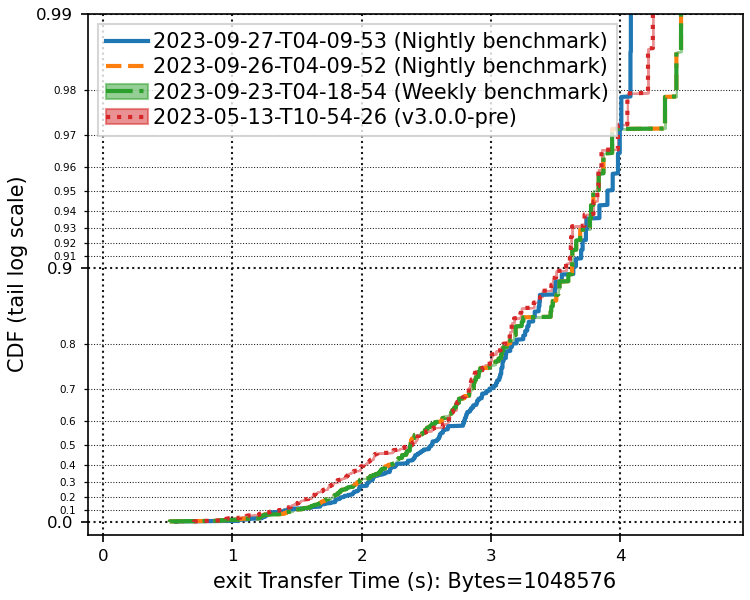 0.99
2023-09-27-T04-09-53 (Nightly benchmark)
2023-09-26-T04-09-52 (Nightly benchmark)
2023-09-23-T04-18-54 (Weekly benchmark)
2023-05-13-T10-54-26 (v3.0.0-pre)
0.98
0.97
0.96
0.95
0.94
0.93
0.92
0.91
0.9
0.8
0.7
0.6
0.5
0.4
0.3
0.2
0.1
0.0
CDF (tail log scale)
0 1 2 3 4
exit Transfer Time (s): Bytes=1048576